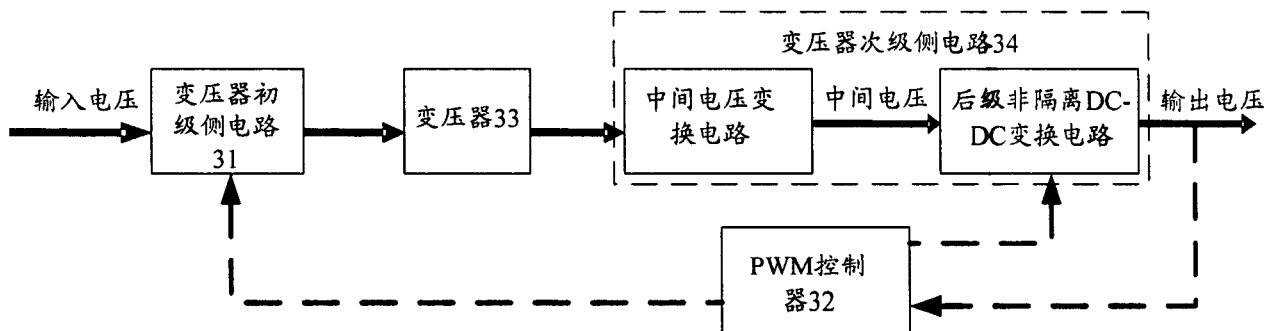 变压器次级侧电路34
输入电压
变压器初
级侧电路
31
变压器33
中间电压变
换电路
中间电压
后级非隔离DC-
DC变换电路
输出电压
PWM控制
器32